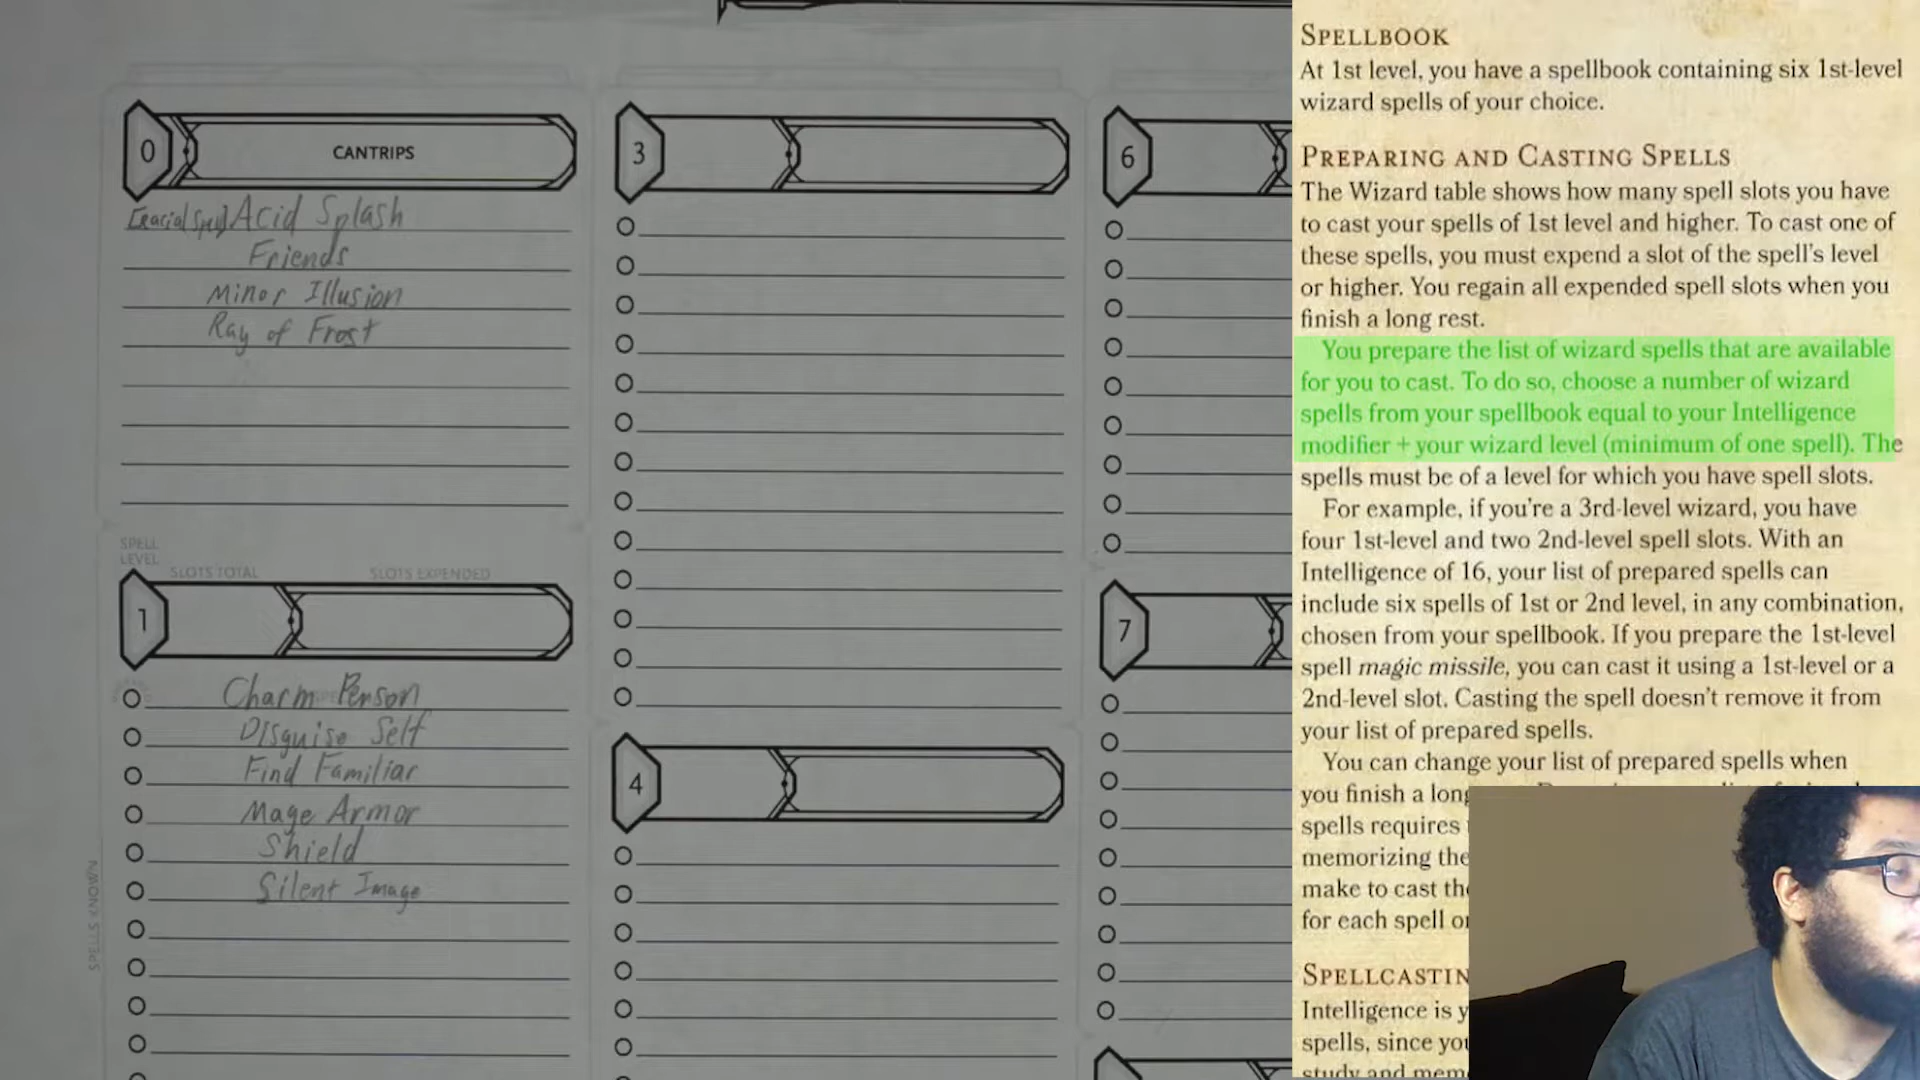 0
CANTRIPS
[Racial Spell] Acid Splash
Friends
Minor Illusion
Ray of Frost
SPELL
LEVEL
SLOTS TOTAL
SLOTS EXPENDED
1
Charm Person
Disguise Self
Find Familiar
Mage Armor
Shield
Silent Image
SPELLS KNOWN
3
4
6
7
SPELLBOOK
At 1st level, you have a spellbook containing six 1st-level
wizard spells of your choice.
PREPARING AND CASTING SPELLS
The Wizard table shows how many spell slots you have
to cast your spells of 1st level and higher. To cast one of
these spells, you must expend a slot of the spell's level
or higher. You regain all expended spell slots when you
finish a long rest.
You prepare the list of wizard spells that are available
for you to cast. To do so, choose a number of wizard
spells from your spellbook equal to your Intelligence
modifier + your wizard level (minimum of one spell). The
spells must be of a level for which you have spell slots.
For example, if you're a 3rd-level wizard, you have
four 1st-level and two 2nd-level spell slots. With an
Intelligence of 16, your list of prepared spells can
include six spells of 1st or 2nd level, in any combination,
chosen from your spellbook. If you prepare the 1st-level
spell magic missile, you can cast it using a 1st-level or a
2nd-level slot. Casting the spell doesn't remove it from
your list of prepared spells.
You can change your list of prepared spells when
you finish a long
spells requires
memorizing the
make to cast the
for each spell
SPELLCASTIN
Intelligence is y
spells, since you
study and mem